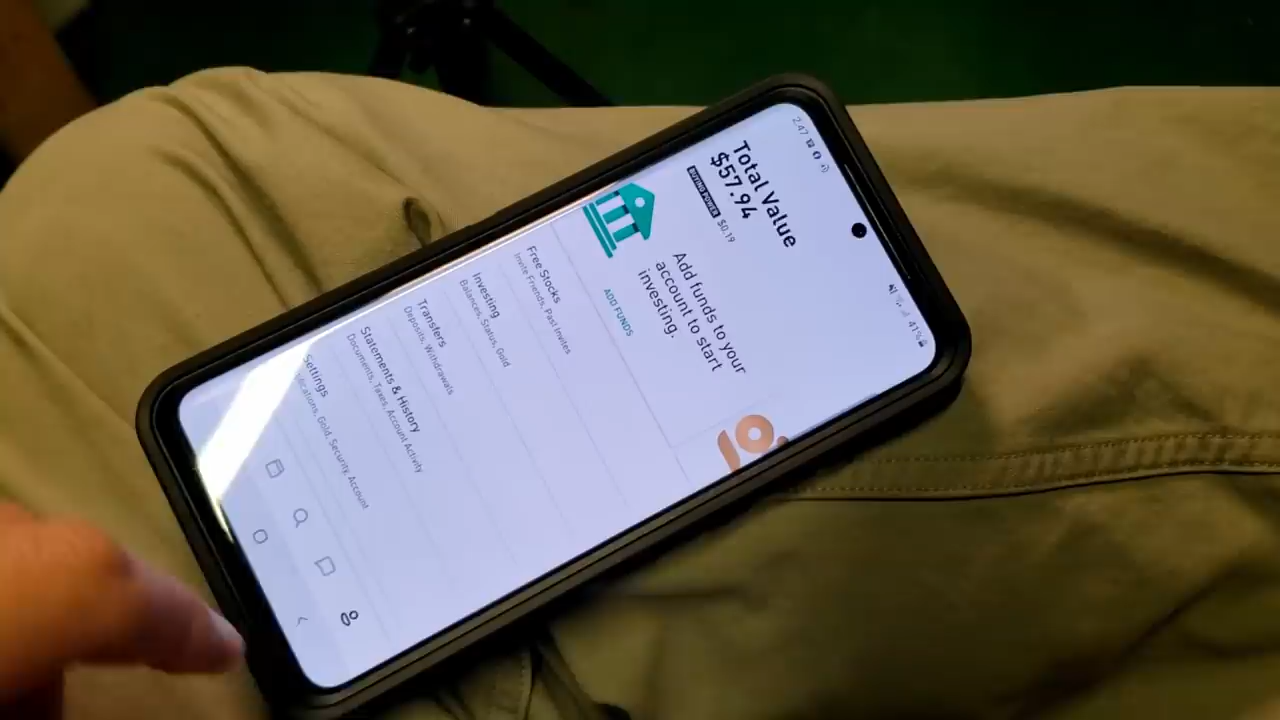 2:47
41%
Total Value
$57.94
BUYING POWER $0.19
Add funds to your
account to start
investing.
ADD FUNDS
Free Stocks
Invite Friends, Past Invites
Investing
Balances, Status, Gold
Transfers
Deposits, Withdrawals
Statements & History
Documents, Taxes, Account Activity
Settings
Gold, Security, Account